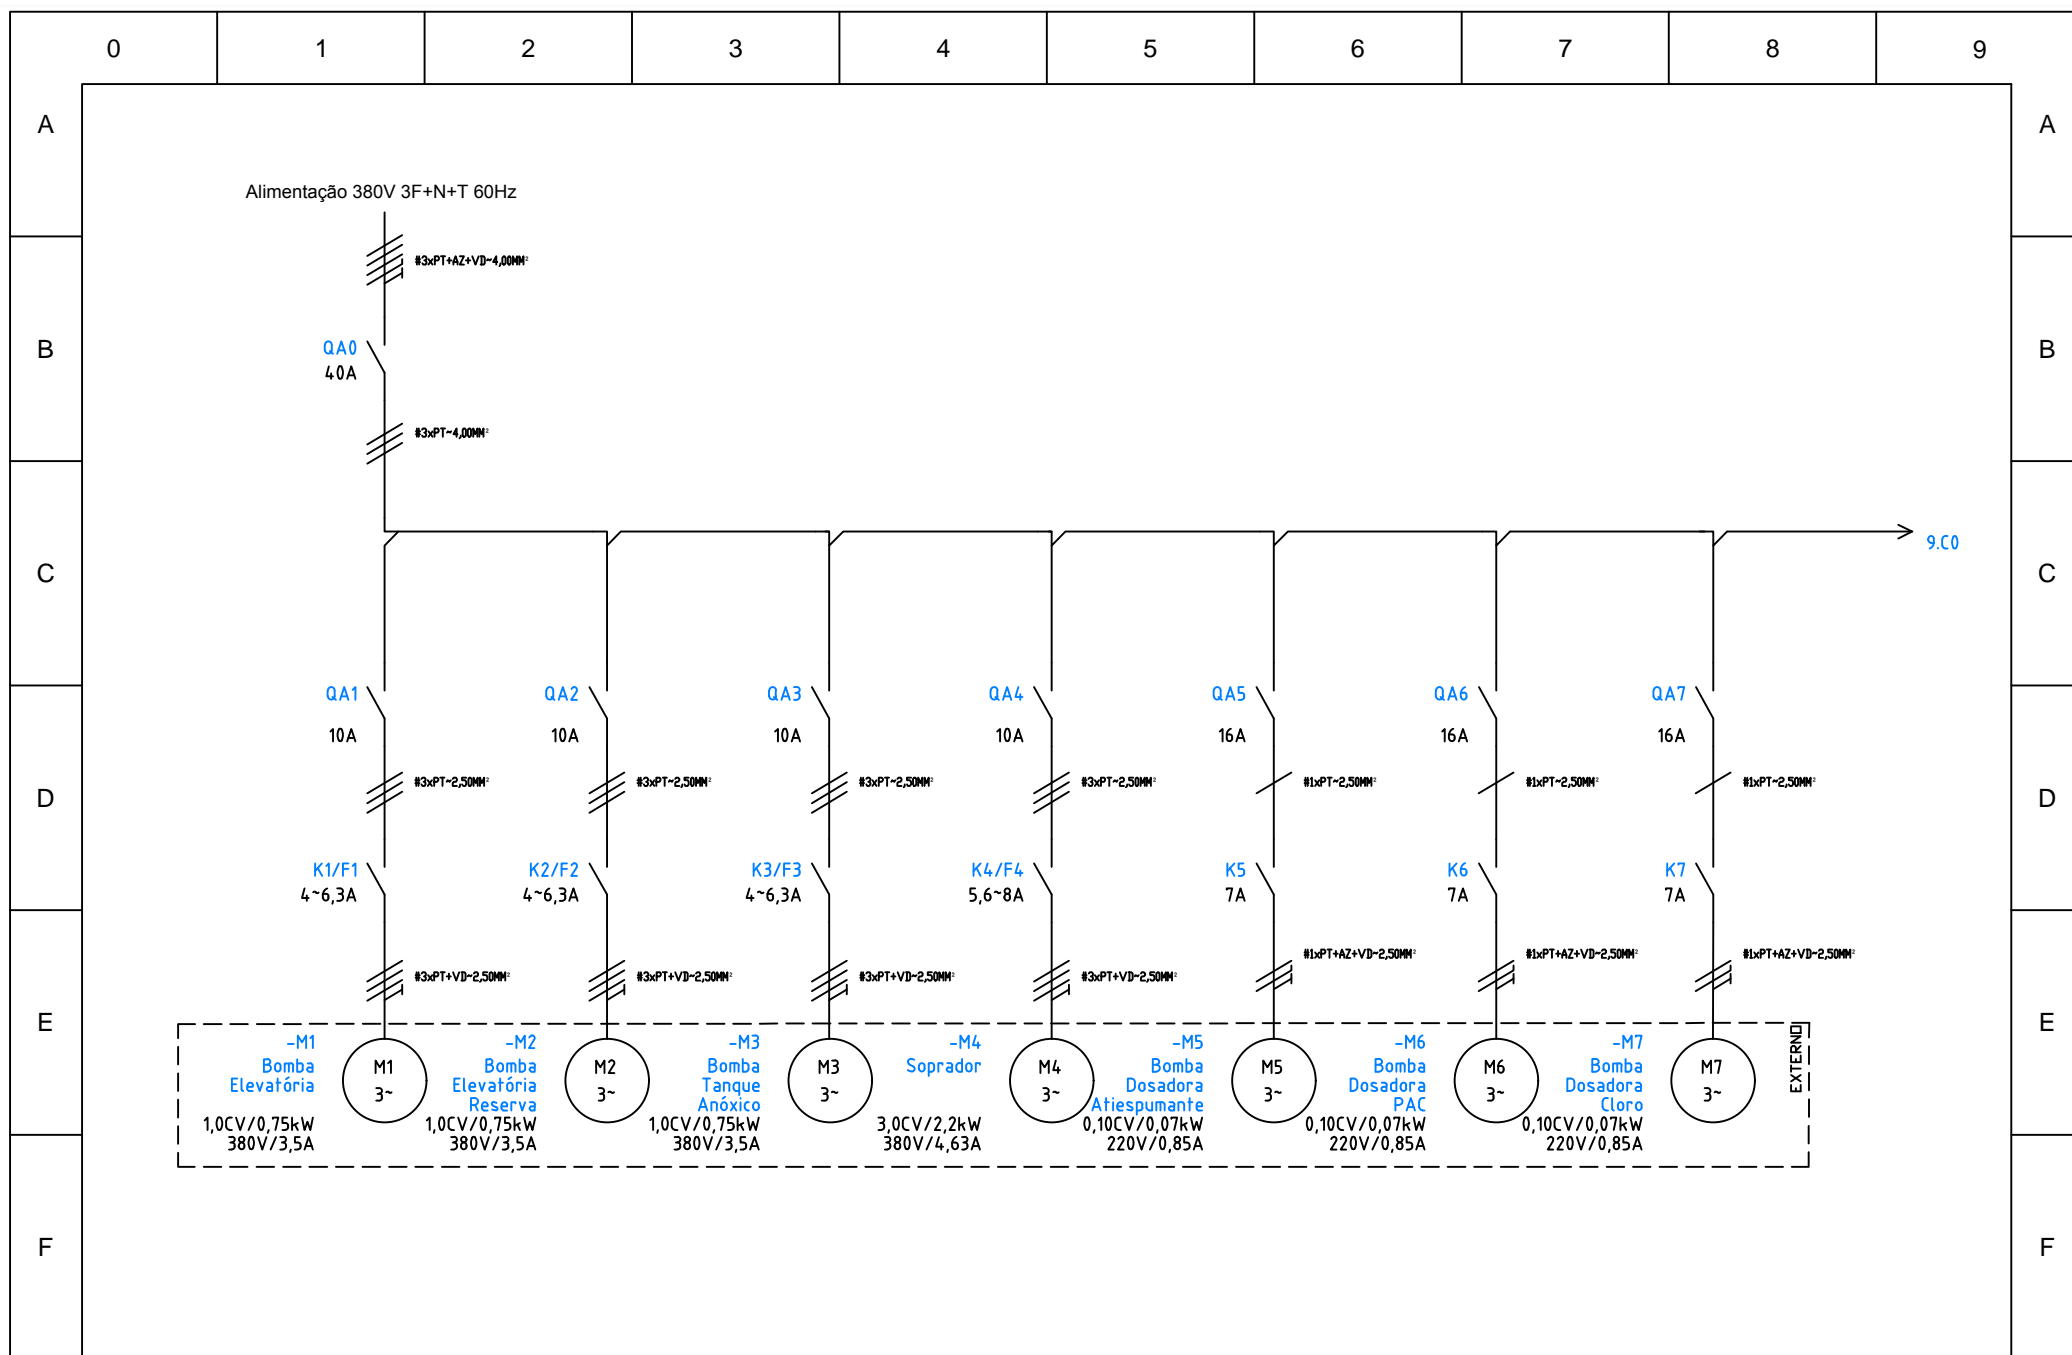 0 1 2 3 4 5 6 7 8 9
A A
Alimentação 380V 3F+N+T 60Hz
#3xPT+AZ+VD~4,00MM²
B B
QA0
40A
#3xPT~4,00MM²
9.C0
C C
QA1 QA2 QA3 QA4 QA5 QA6 QA7
10A 10A 10A 10A 16A 16A 16A
#3xPT~2,50MM² #3xPT~2,50MM² #3xPT~2,50MM² #3xPT~2,50MM² #1xPT~2,50MM² #1xPT~2,50MM² #1xPT~2,50MM²
D D
K1/F1 K2/F2 K3/F3 K4/F4 K5 K6 K7
4~6,3A 4~6,3A 4~6,3A 5,6~8A 7A 7A 7A
#3xPT+VD~2,50MM² #3xPT+VD~2,50MM² #3xPT+VD~2,50MM² #3xPT+VD~2,50MM² #1xPT+AZ+VD~2,50MM² #1xPT+AZ+VD~2,50MM² #1xPT+AZ+VD~2,50MM²
E E
-M1
Bomba
Elevatória
1,0CV/0,75kW
380V/3,5A
M1
3~
-M2
Bomba
Elevatória
Reserva
1,0CV/0,75kW
380V/3,5A
M2
3~
-M3
Bomba
Tanque
Anóxico
1,0CV/0,75kW
380V/3,5A
M3
3~
-M4
Soprador
3,0CV/2,2kW
380V/4,63A
M4
3~
-M5
Bomba
Dosadora
Atiespumante
0,10CV/0,07kW
220V/0,85A
M5
3~
-M6
Bomba
Dosadora
PAC
0,10CV/0,07kW
220V/0,85A
M6
3~
-M7
Bomba
Dosadora
Cloro
0,10CV/0,07kW
220V/0,85A
M7
3~
EXTERNO
F F